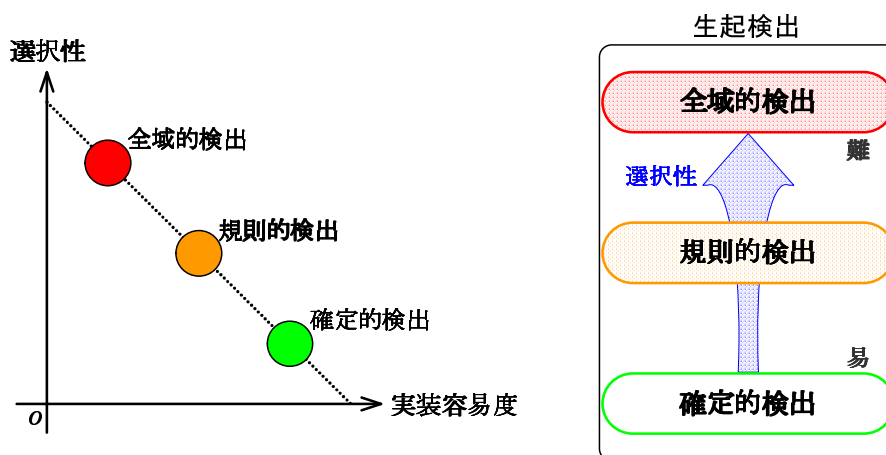 選択性
全域的検出
規則的検出
確定的検出
実装容易度
O
生起検出
全域的検出
難
選択性
規則的検出
易
確定的検出